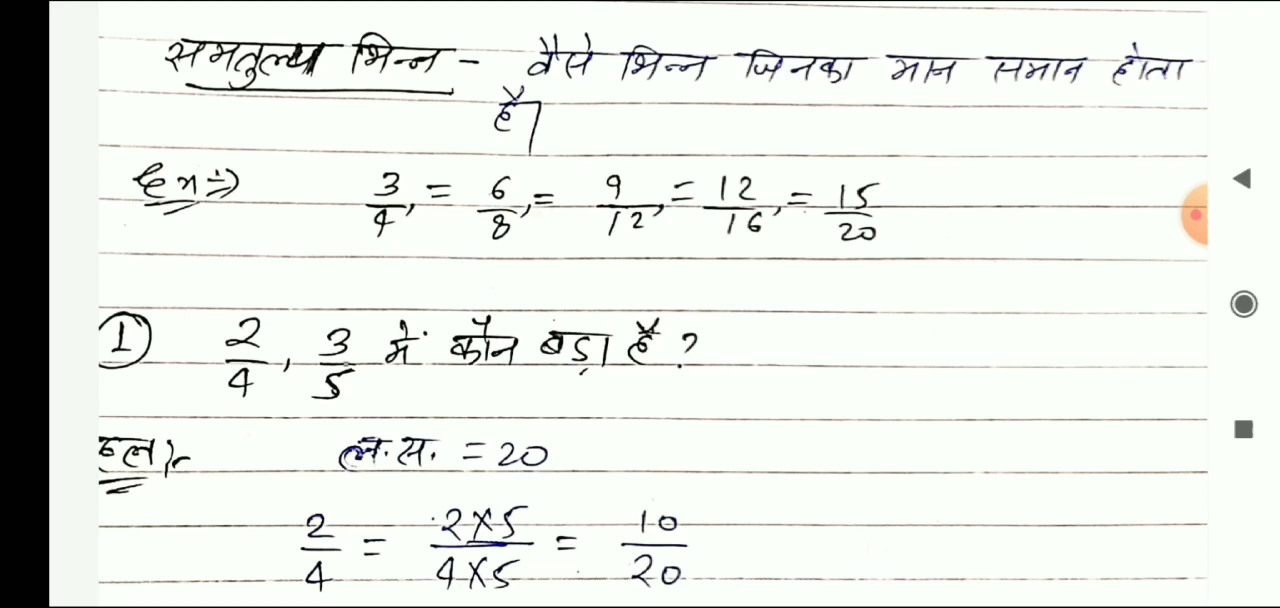 समतुल्य भिन्न - वैसे भिन्न जिनका मान समान होता
है।
Ex ⇒ 3/4, = 6/8, = 9/12, = 12/16, = 15/20
① 2/4, 3/5 में कौन बड़ा है ?
हल:- ल.स. = 20
2/4 = 2×5/4×5 = 10/20